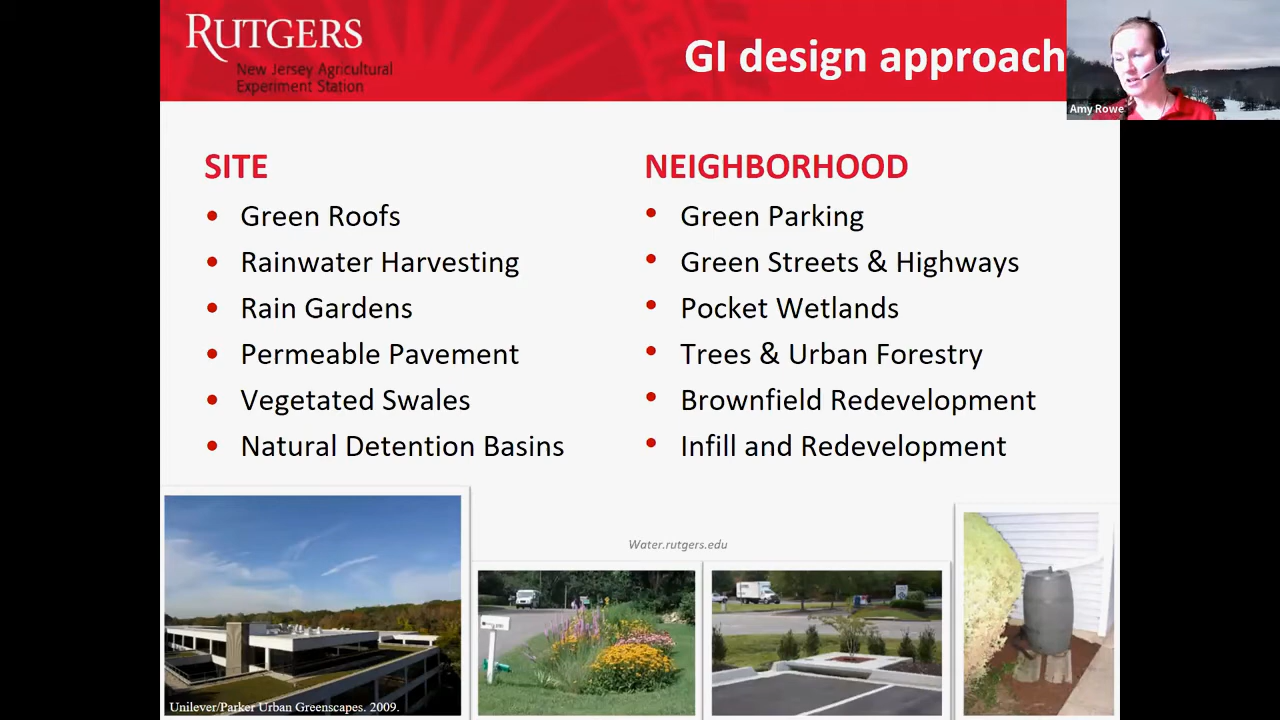 RUTGERS
New Jersey Agricultural
Experiment Station
GI design approach
Amy Rowe
SITE
• Green Roofs
• Rainwater Harvesting
• Rain Gardens
• Permeable Pavement
• Vegetated Swales
• Natural Detention Basins
NEIGHBORHOOD
• Green Parking
• Green Streets & Highways
• Pocket Wetlands
• Trees & Urban Forestry
• Brownfield Redevelopment
• Infill and Redevelopment
Water.rutgers.edu
Unilever/Parker Urban Greenscapes. 2009.